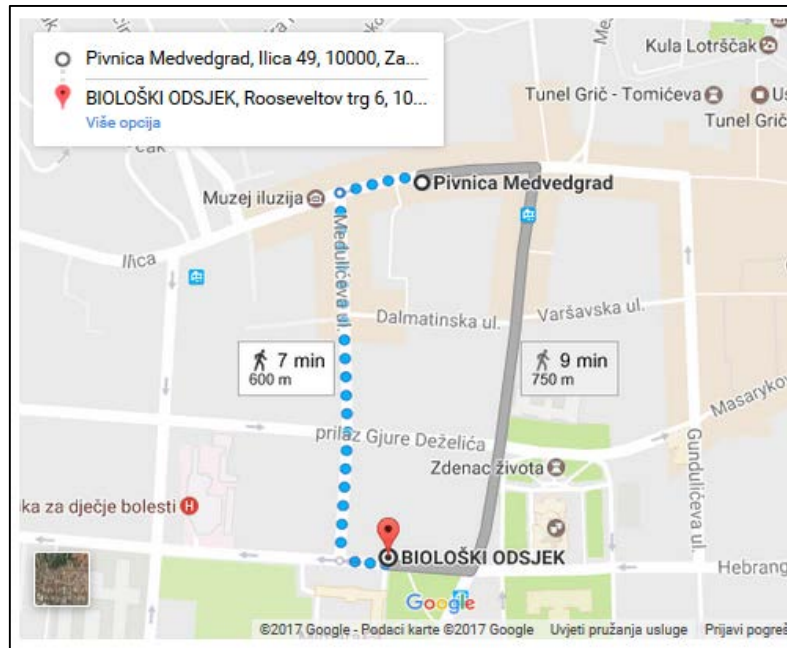 Pivnica Medvedgrad, Ilica 49, 10000, Za...
BIOLOŠKI ODSJEK, Rooseveltov trg 6, 10...
Više opcija
Kula Lotrščak
Tunel Grič - Tomićeva
Tunel Grič
Muzej iluzija
Pivnica Medvedgrad
Ilica
Medulićeva ul.
Dalmatinska ul.
Varšavska ul.
7 min
600 m
9 min
750 m
Masarykov
prilaz Gjure Deželića
Gundulićeva ul.
Zdenac života
ka za dječje bolesti
H
BIOLOŠKI ODSJEK
Hebrang
Google
©2017 Google - Podaci karte ©2017 Google Uvjeti pružanja usluge Prijavi pogreš